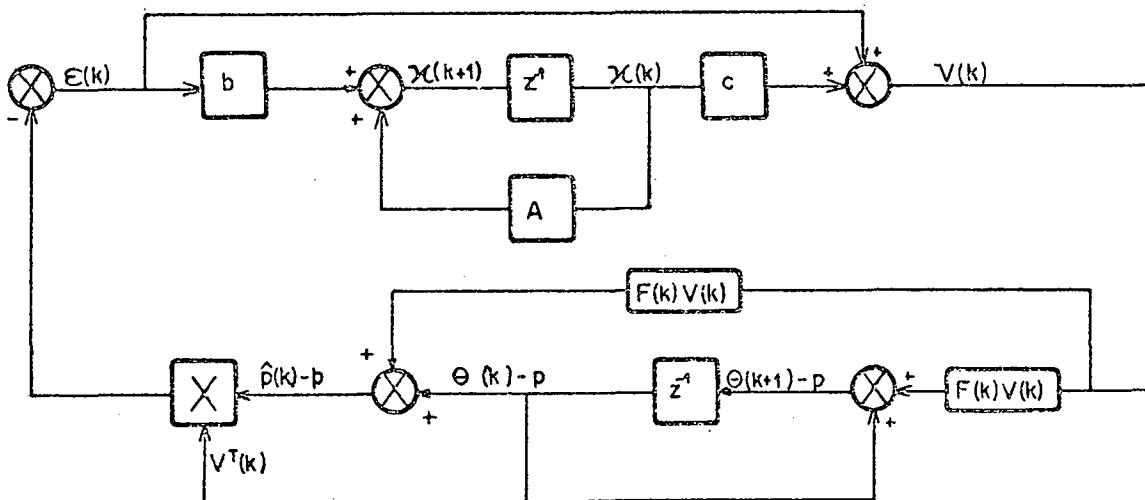 ε(k)
b
+
+
ϰ(k+1)
z⁻¹
ϰ(k)
c
+
+
V(k)
-
A
F(k) V(k)
+
p̂(k)-p
X
+
θ (k) - p
z⁻¹
θ(k+1) - p
+
+
F(k) V(k)
Vᵀ(k)